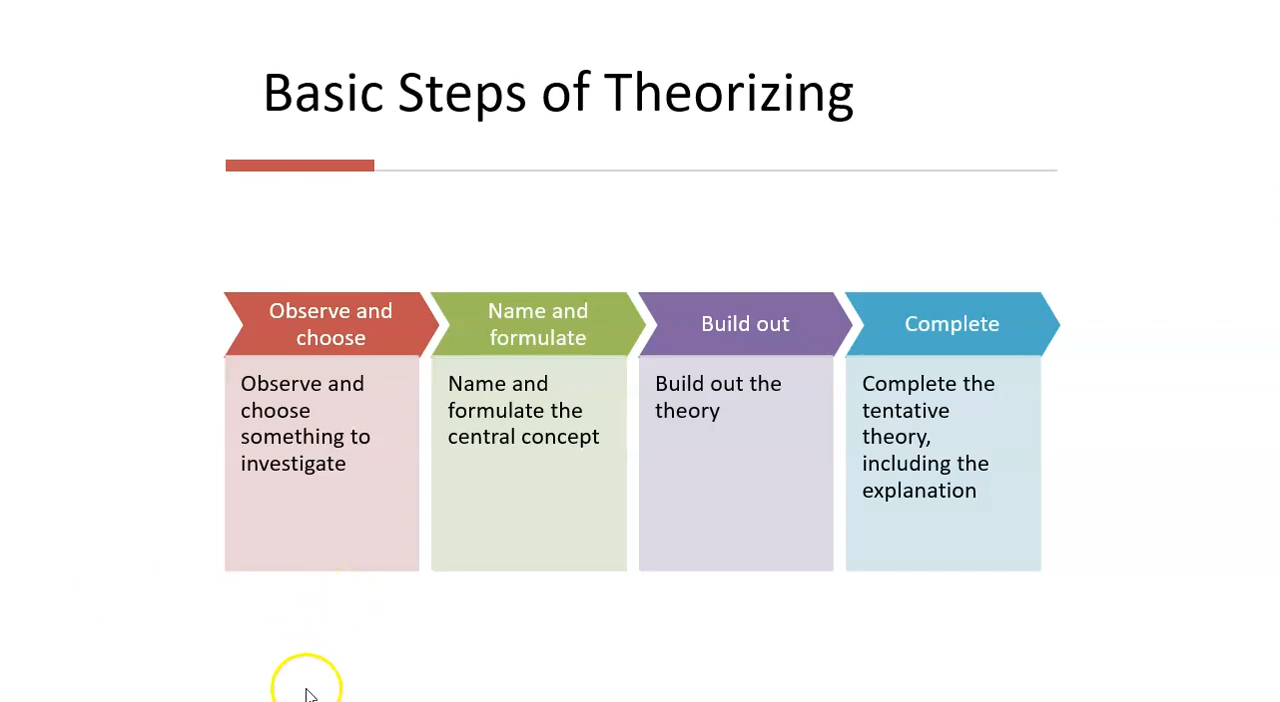 Basic Steps of Theorizing
Observe and
choose
Name and
formulate
Build out
Complete
Observe and
choose
something to
investigate
Name and
formulate the
central concept
Build out the
theory
Complete the
tentative
theory,
including the
explanation